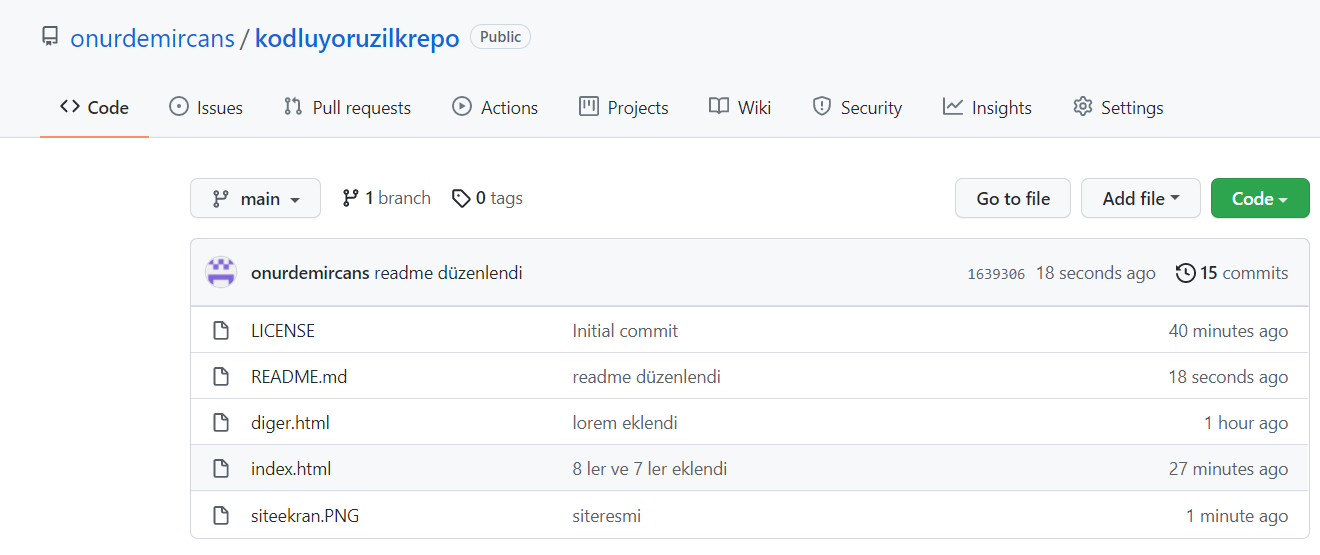 onurdemircans / kodluyoruzilkrepo Public
Code Issues Pull requests Actions Projects Wiki Security Insights Settings
main 1 branch 0 tags Go to file Add file Code
onurdemircans readme düzenlendi 1639306 18 seconds ago 15 commits
LICENSE Initial commit 40 minutes ago
README.md readme düzenlendi 18 seconds ago
diger.html lorem eklendi 1 hour ago
index.html 8 ler ve 7 ler eklendi 27 minutes ago
siteekran.PNG siteresmi 1 minute ago